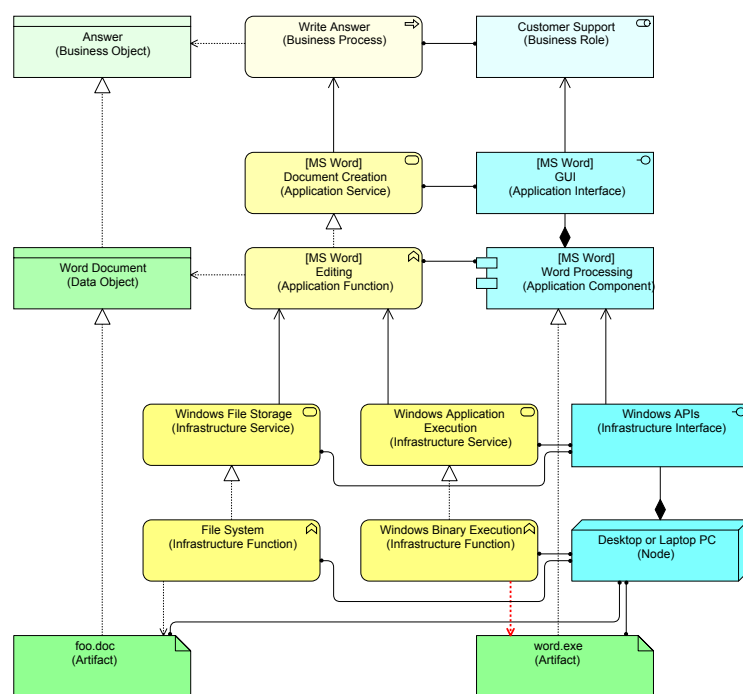 Answer
(Business Object)
Write Answer
(Business Process)
Customer Support
(Business Role)
[MS Word]
Document Creation
(Application Service)
[MS Word]
GUI
(Application Interface)
Word Document
(Data Object)
[MS Word]
Editing
(Application Function)
[MS Word]
Word Processing
(Application Component)
Windows File Storage
(Infrastructure Service)
Windows Application
Execution
(Infrastructure Service)
Windows APIs
(Infrastructure Interface)
File System
(Infrastructure Function)
Windows Binary Execution
(Infrastructure Function)
Desktop or Laptop PC
(Node)
foo.doc
(Artifact)
word.exe
(Artifact)